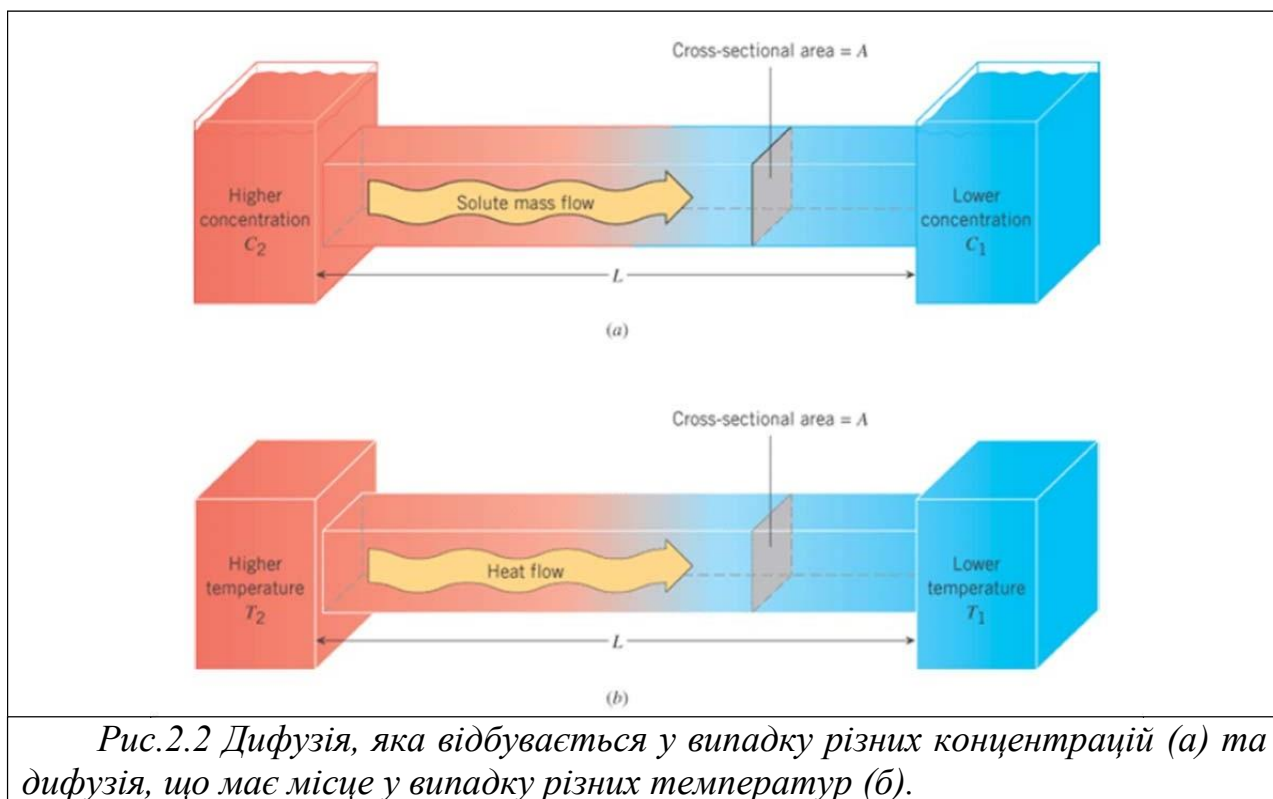 Cross-sectional area = A
Higher
concentration
C2
Solute mass flow
Lower
concentration
C1
L
(a)
Cross-sectional area = A
Higher
temperature
T2
Heat flow
Lower
temperature
T1
L
(b)
Рис.2.2 Дифузія, яка відбувається у випадку різних концентрацій (а) та
дифузія, що має місце у випадку різних температур (б).